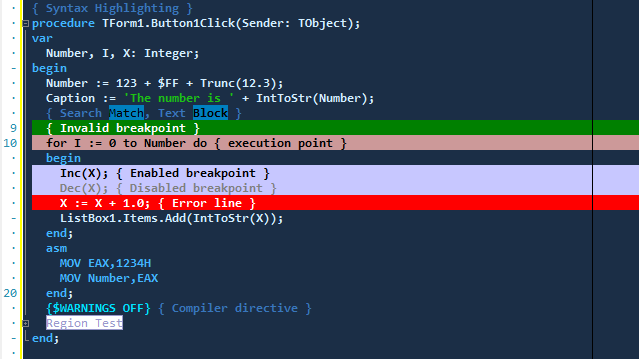 { Syntax Highlighting }
procedure TForm1.Button1Click(Sender: TObject);
var
Number, I, X: Integer;
begin
Number := 123 + $FF + Trunc(12.3);
Caption := 'The number is ' + IntToStr(Number);
{ Search Match, Text Block }
9 { Invalid breakpoint }
10 for I := 0 to Number do { execution point }
begin
Inc(X); { Enabled breakpoint }
Dec(X); { Disabled breakpoint }
X := X + 1.0; { Error line }
ListBox1.Items.Add(IntToStr(X));
end;
asm
MOV EAX,1234H
MOV Number,EAX
20 end;
{$WARNINGS OFF} { Compiler directive }
Region Test
end;